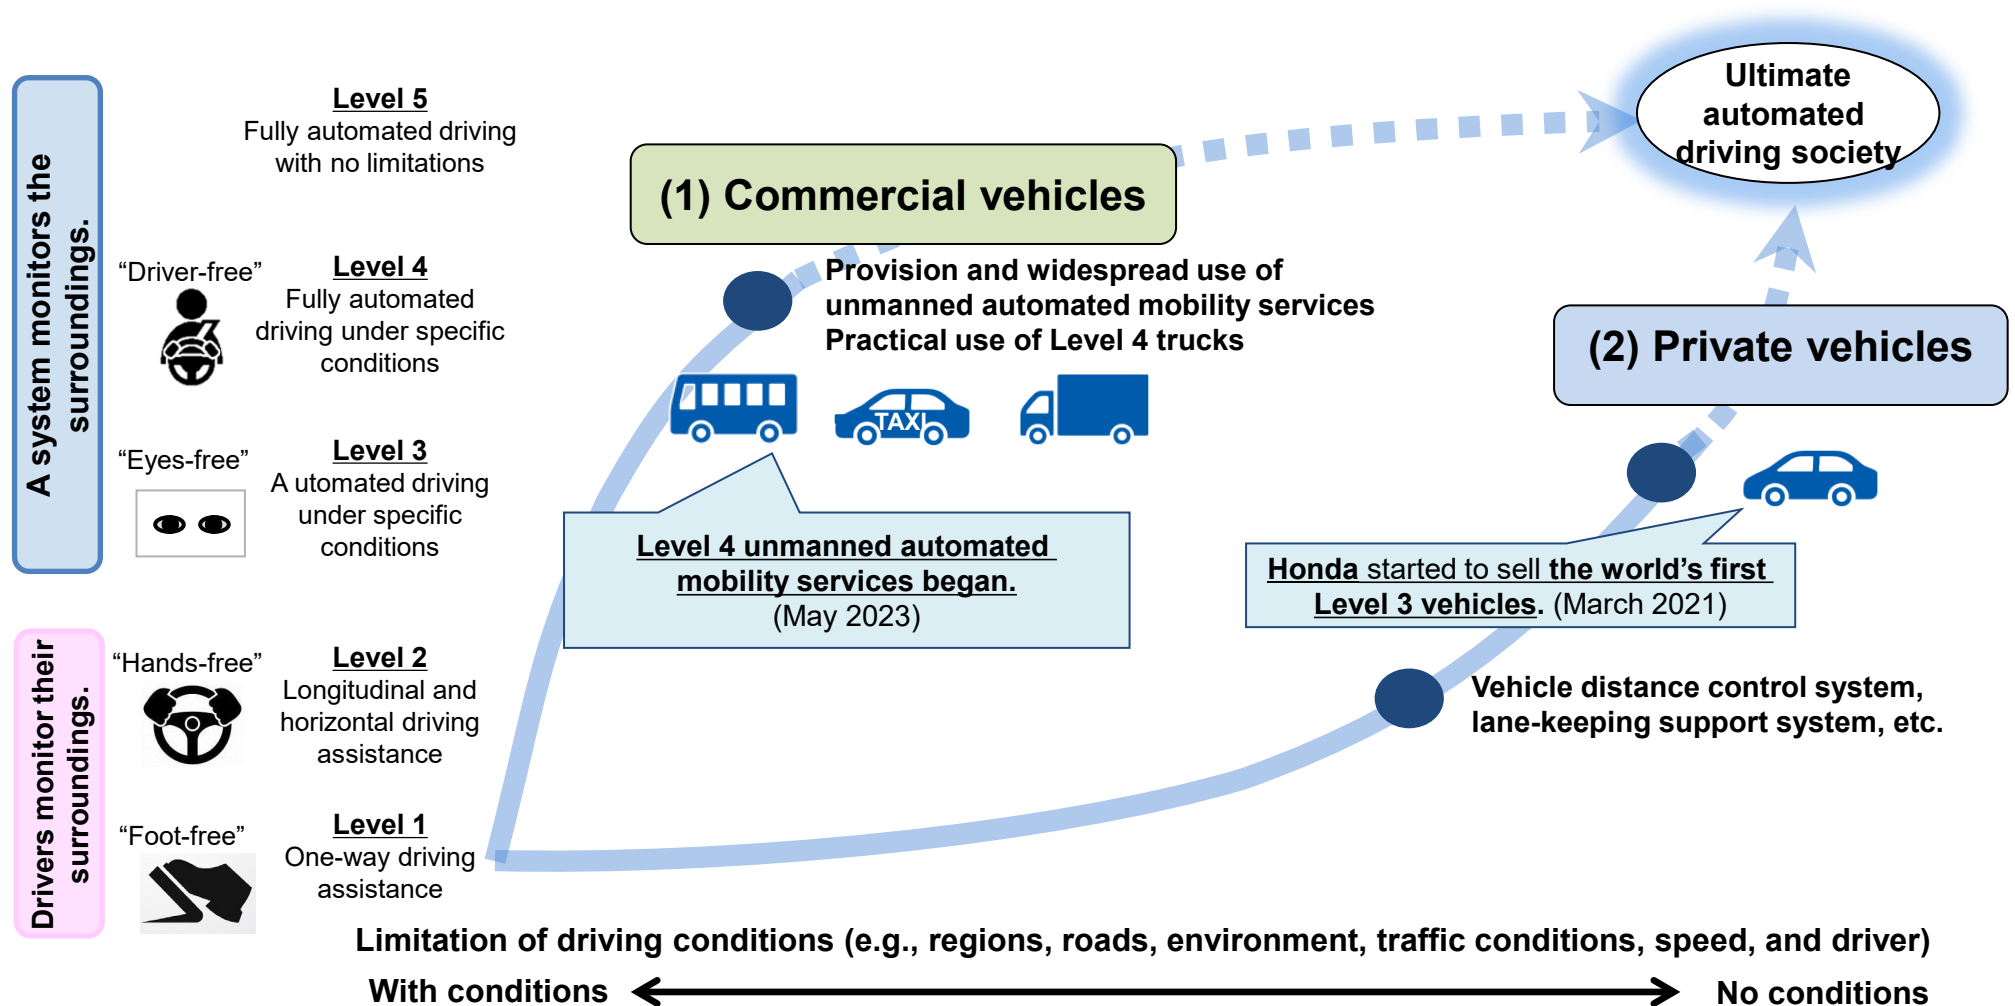 A system monitors the
surroundings.
Drivers monitor their
surroundings.
Level 5
Fully automated driving
with no limitations
“Driver-free”
Level 4
Fully automated
driving under specific
conditions
“Eyes-free”
Level 3
A utomated driving
under specific
conditions
“Hands-free”
Level 2
Longitudinal and
horizontal driving
assistance
“Foot-free”
Level 1
One-way driving
assistance
(1) Commercial vehicles
Provision and widespread use of
unmanned automated mobility services
Practical use of Level 4 trucks
TAXI
Level 4 unmanned automated
mobility services began.
(May 2023)
Ultimate
automated
driving society
(2) Private vehicles
Honda started to sell the world’s first
Level 3 vehicles. (March 2021)
Vehicle distance control system,
lane-keeping support system, etc.
Limitation of driving conditions (e.g., regions, roads, environment, traffic conditions, speed, and driver)
With conditions
No conditions